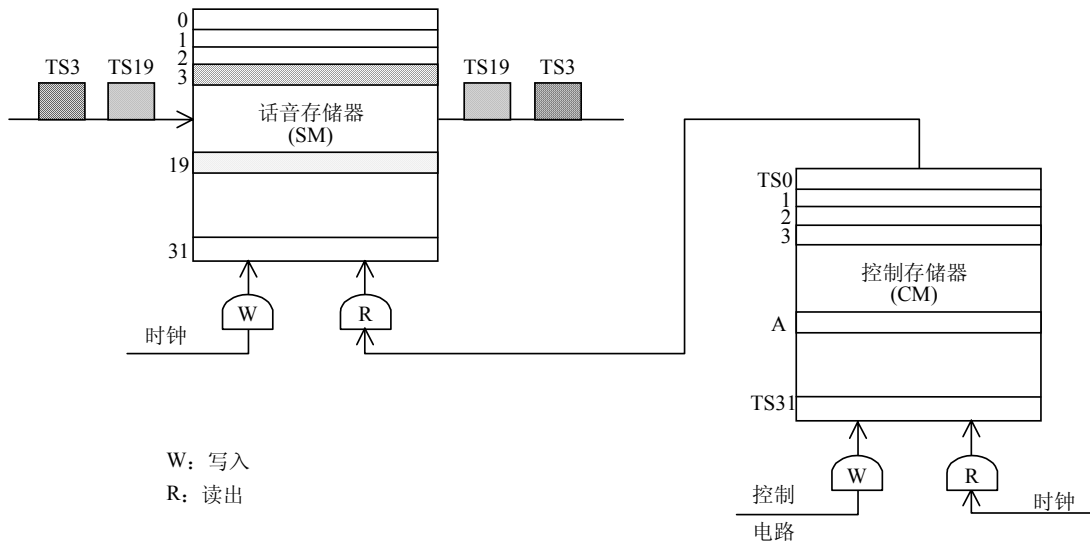 0
1
2
3
TS3
TS19
话音存储器
(SM)
TS19
TS3
19
31
W
R
时钟
TS0
1
2
3
控制存储器
(CM)
A
TS31
W
R
控制
电路
时钟
W：写入
R：读出